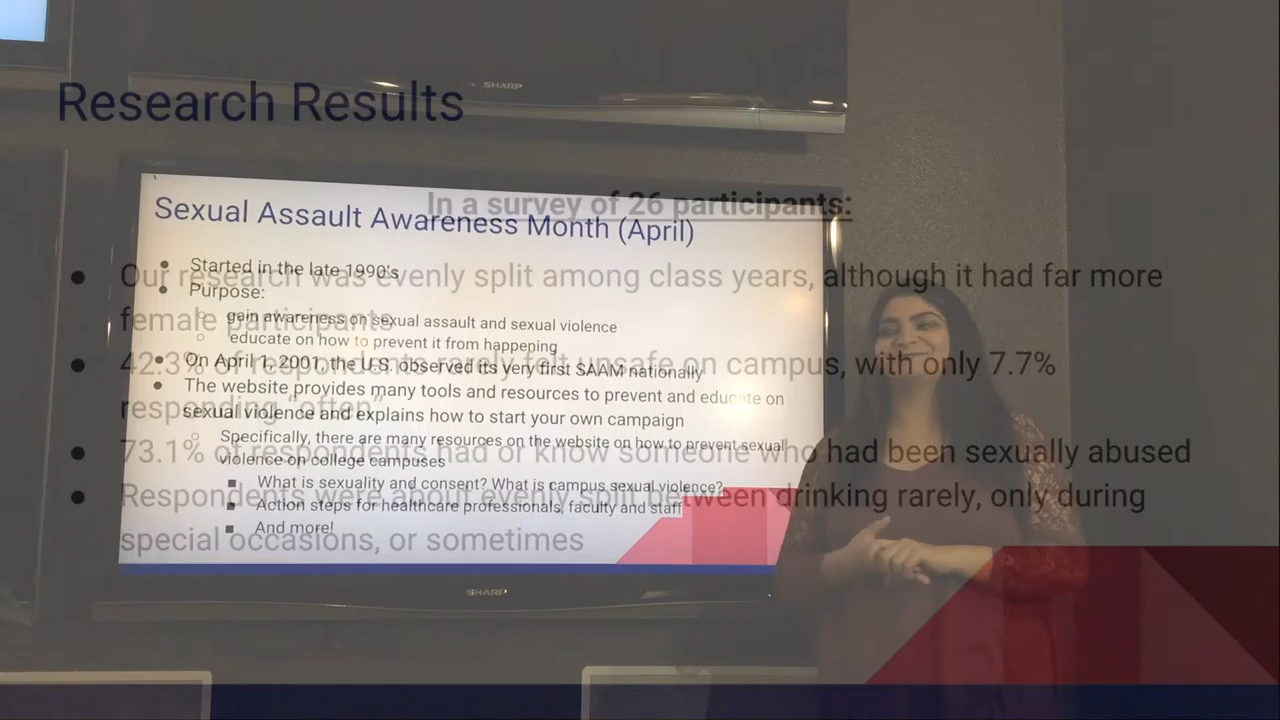 SHARP
Research Results
In a survey of 26 participants:
Our research was evenly split among class years, although it had far more
female participants
42.3% of respondents rarely felt unsafe on campus, with only 7.7%
responding "often"
73.1% of respondents had or know someone who had been sexually abused
Respondents were about evenly split between drinking rarely, only during
special occasions, or sometimes
Sexual Assault Awareness Month (April)
Started in the late 1990's
Purpose:
gain awareness on sexual assault and sexual violence
educate on how to prevent it from happening
On April 1, 2001, the U.S. observed its very first SAAM nationally
The website provides many tools and resources to prevent and educate on
sexual violence and explains how to start your own campaign
Specifically, there are many resources on the website on how to prevent sexual
violence on college campuses
What is sexuality and consent? What is campus sexual violence?
Action steps for healthcare professionals, faculty and staff
And more!
SHARP